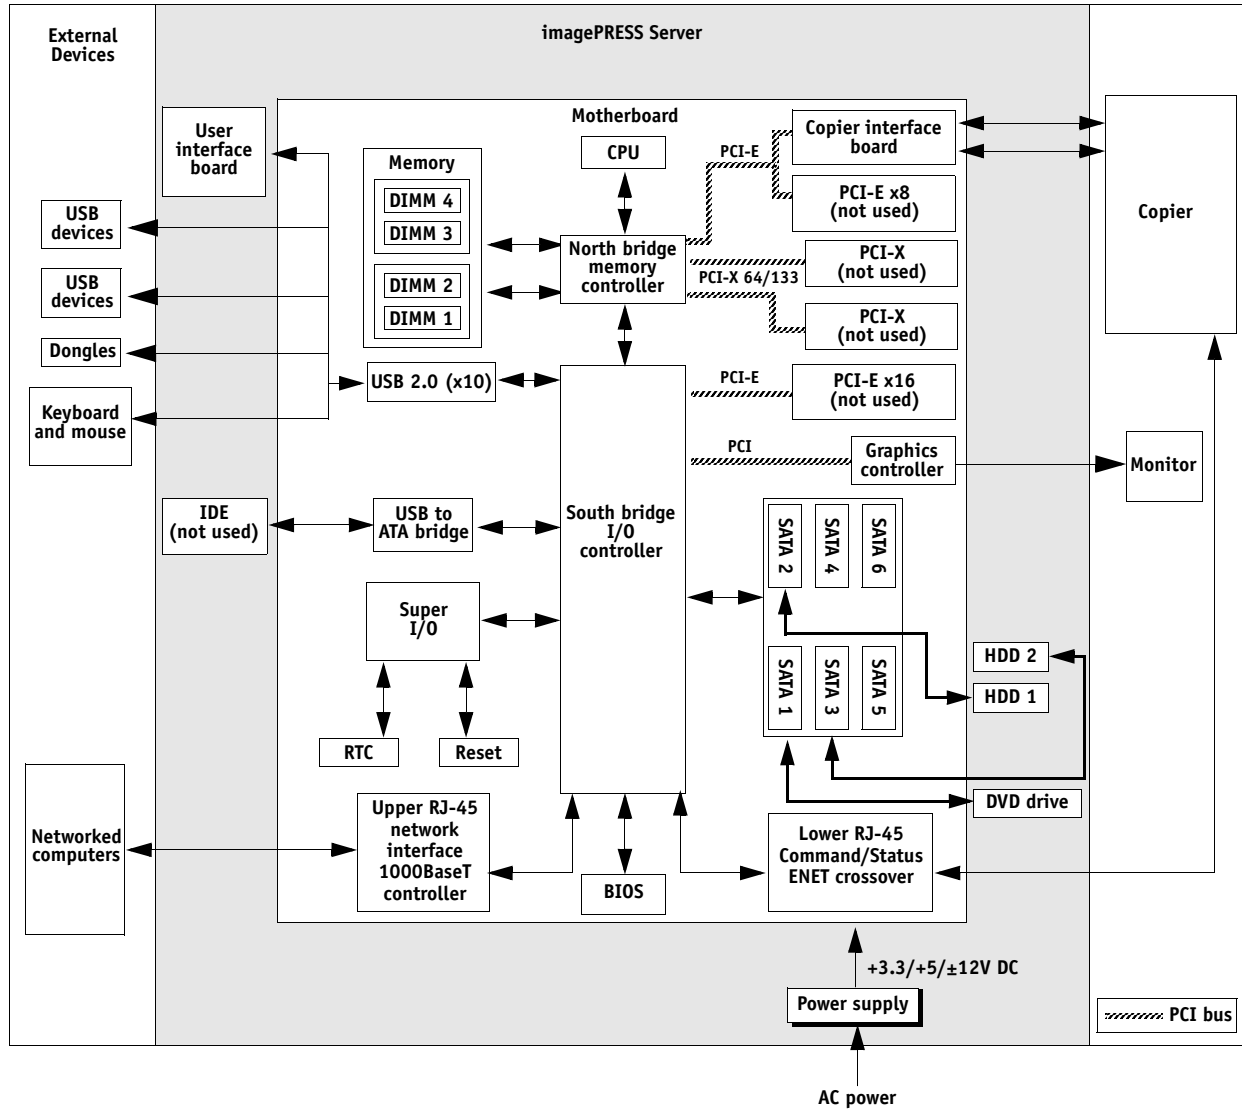 External
Devices
imagePRESS Server
Motherboard
User
interface
board
Memory
DIMM 4
DIMM 3
DIMM 2
DIMM 1
CPU
PCI-E
Copier interface
board
PCI-E x8
(not used)
Copier
USB
devices
USB
devices
Dongles
Keyboard
and mouse
North bridge
memory
controller
PCI-X 64/133
PCI-X
(not used)
PCI-X
(not used)
USB 2.0 (x10)
PCI-E
PCI-E x16
(not used)
PCI
Graphics
controller
Monitor
IDE
(not used)
USB to
ATA bridge
South bridge
I/O
controller
SATA 2
SATA 4
SATA 6
SATA 1
SATA 3
SATA 5
Super
I/O
RTC
Reset
HDD 2
HDD 1
DVD drive
Networked
computers
Upper RJ-45
network
interface
1000BaseT
controller
BIOS
Lower RJ-45
Command/Status
ENET crossover
+3.3/+5/±12V DC
Power supply
PCI bus
AC power